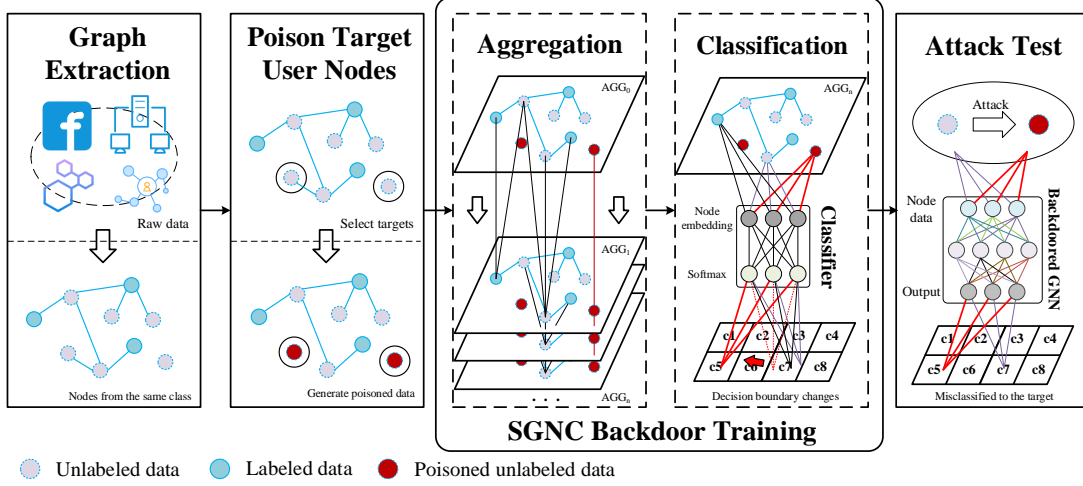 Graph
Extraction
Raw data
Nodes from the same class
Poison Target
User Nodes
Select targets
Generate poisoned data
Aggregation
AGG0
AGG1
AGGn
. . .
Classification
AGGn
Node
embedding
Softmax
Classifier
c1 c2 c3 c4
c5 c6 c7 c8
Decision boundary changes
SGNC Backdoor Training
Attack Test
Attack
Node
data
Output
Backdoored GNN
c1 c2 c3 c4
c5 c6 c7 c8
Misclassified to the target
Unlabeled data
Labeled data
Poisoned unlabeled data